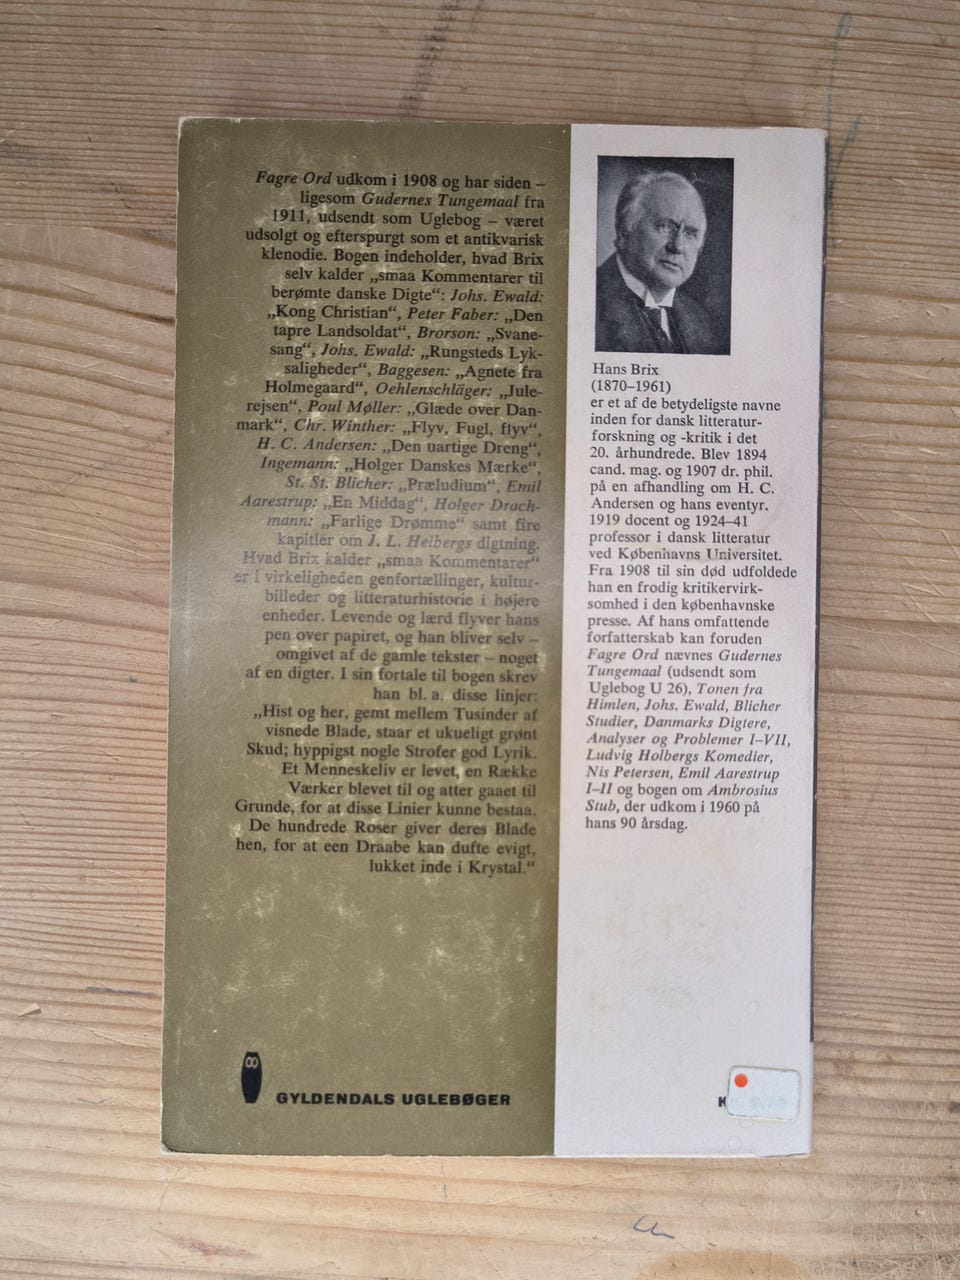 Fagre Ord udkom i 1908 og har siden –
ligesom Gudernes Tungemaal fra
1911, udsendt som Uglebog – været
udsolgt og efterspurgt som et antikvarisk
klenodie. Bogen indeholder, hvad Brix
selv kalder „smaa Kommentarer til
berømte danske Digte“: Johs. Ewald:
„Kong Christian“, Peter Faber: „Den
tapre Landsoldat“, Brorson: „Svane-
sang“, Johs. Ewald: „Rungsteds Lyk-
saligheder“, Baggesen: „Agnete fra
Holmegaard“, Oehlenschläger: „Jule-
rejsen“, Poul Møller: „Glæde over Dan-
mark“, Chr. Winther: „Flyv, Fugl, flyv“,
H. C. Andersen: „Den uartige Dreng“,
Ingemann: „Holger Danskes Mærke“,
St. St. Blicher: „Præludium“, Emil
Aarestrup: „En Middag“, Holger Drach-
mann: „Farlige Drømme“ samt fire
kapitler om J. L. Heibergs digtning.
Hvad Brix kalder „smaa Kommentarer“
er i virkeligheden genfortællinger, kultur-
billeder og litteraturhistorie i højere
enheder. Levende og lærd flyver hans
pen over papiret, og han bliver selv –
omgivet af de gamle tekster – noget
af en digter. I sin fortale til bogen skrev
han bl. a. disse linjer:
„Hist og her, gemt mellem Tusinder af
visnede Blade, staar et ukueligt grønt
Skud; hyppigst nogle Strofer god Lyrik.
Et Menneskeliv er levet, en Række
Værker blevet til og atter gaaet til
Grunde, for at disse Linier kunne bestaa.
De hundrede Roser giver deres Blade
hen, for at een Draabe kan dufte evigt,
lukket inde i Krystal.“
GYLDENDALS UGLEBØGER
Hans Brix
(1870–1961)
er et af de betydeligste navne
inden for dansk litteratur-
forskning og -kritik i det
20. århundrede. Blev 1894
cand. mag. og 1907 dr. phil.
på en afhandling om H. C.
Andersen og hans eventyr.
1919 docent og 1924–41
professor i dansk litteratur
ved Københavns Universitet.
Fra 1908 til sin død udfoldede
han en frodig kritikervirk-
somhed i den københavnske
presse. Af hans omfattende
forfatterskab kan foruden
Fagre Ord nævnes Gudernes
Tungemaal (udsendt som
Uglebog U 26), Tonen fra
Himlen, Johs. Ewald, Blicher
Studier, Danmarks Digtere,
Analyser og Problemer I–VII,
Ludvig Holbergs Komedier,
Nis Petersen, Emil Aarestrup
I–II og bogen om Ambrosius
Stub, der udkom i 1960 på
hans 90 årsdag.